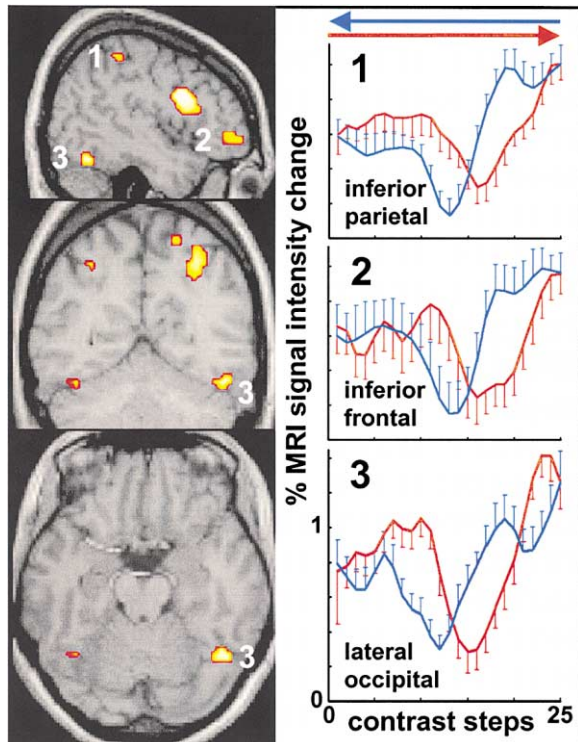 1
2
3
3
3
% MRI signal intensity change
1
inferior
parietal
2
inferior
frontal
3
lateral
occipital
1
0
0
25
contrast steps